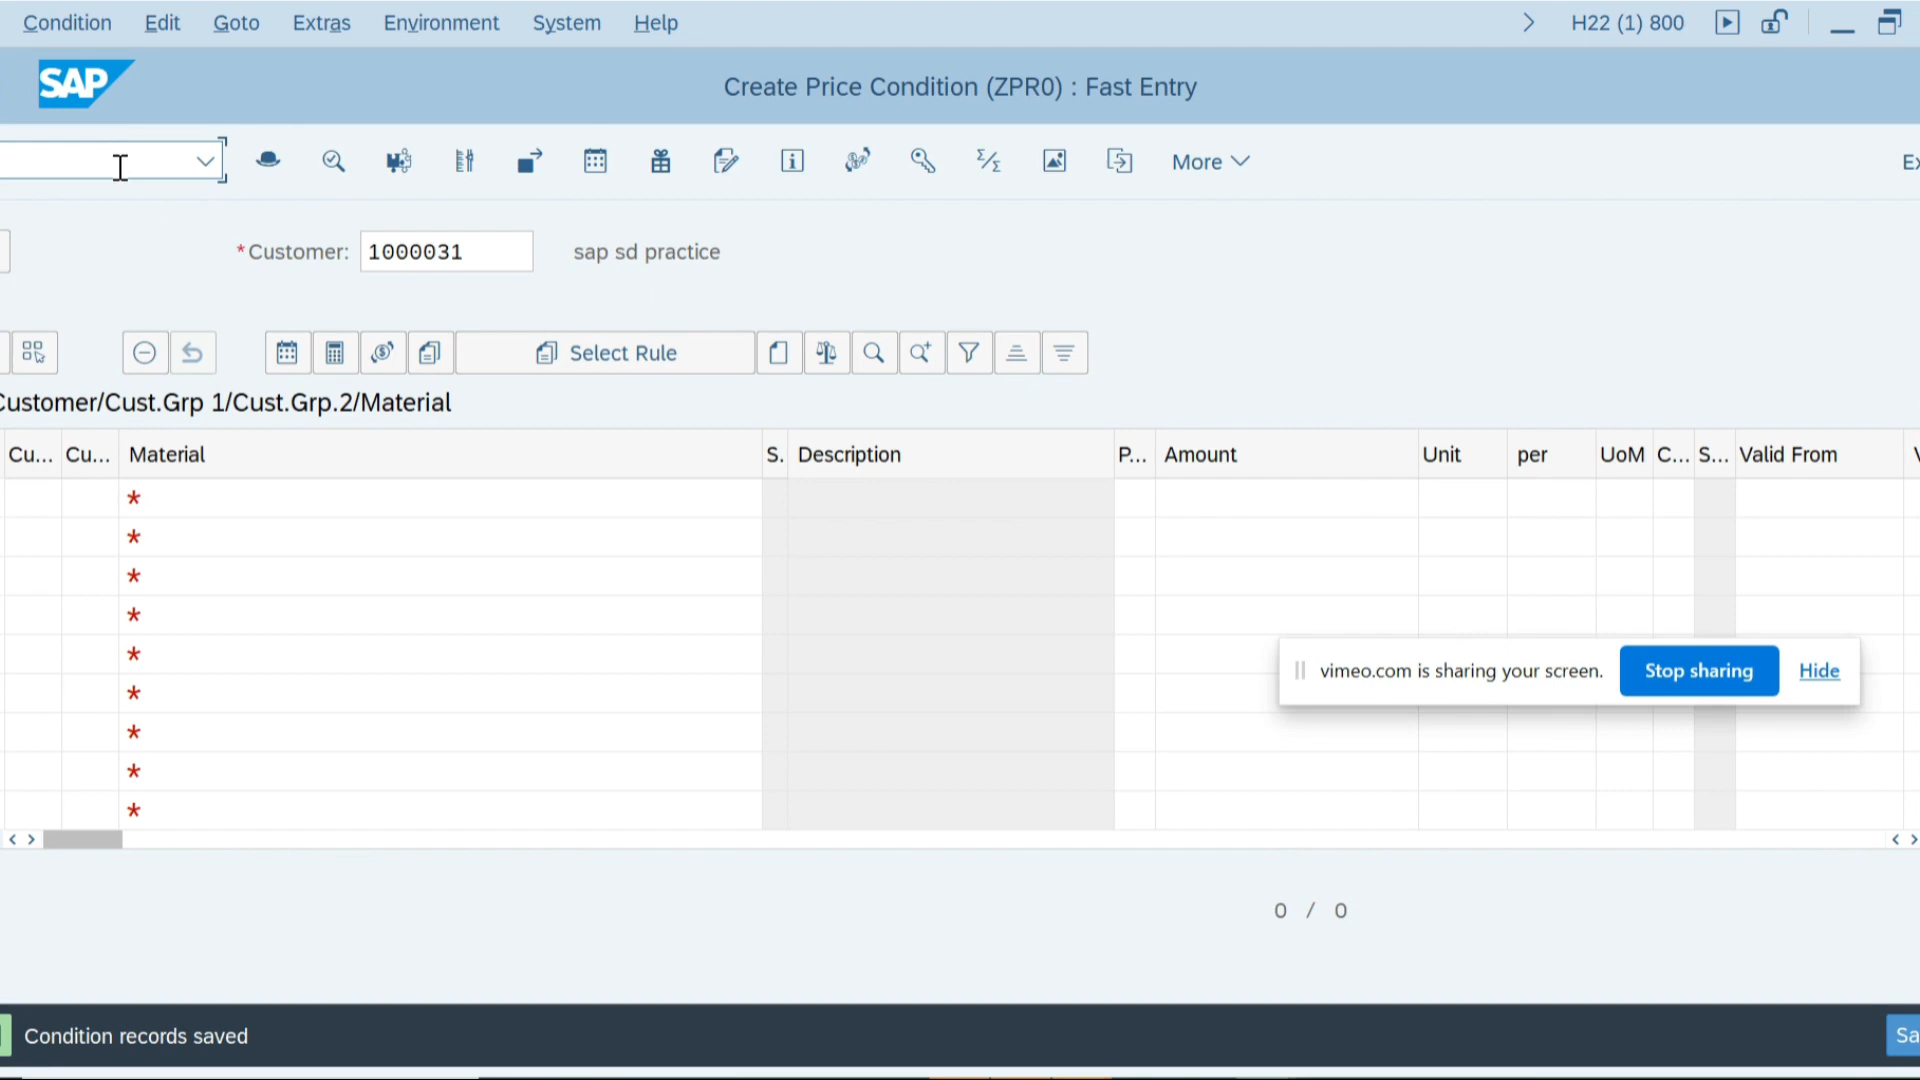 Condition Edit Goto Extras Environment System Help H22 (1) 800
SAP
Create Price Condition (ZPR0) : Fast Entry
More Ex
*Customer: 1000031 sap sd practice
Select Rule
Customer/Cust.Grp 1/Cust.Grp.2/Material
Cu... Cu... Material S. Description P... Amount Unit per UoM C... S... Valid From
*
*
*
*
*
*
*
*
*
vimeo.com is sharing your screen. Stop sharing Hide
0 / 0
Condition records saved Sa